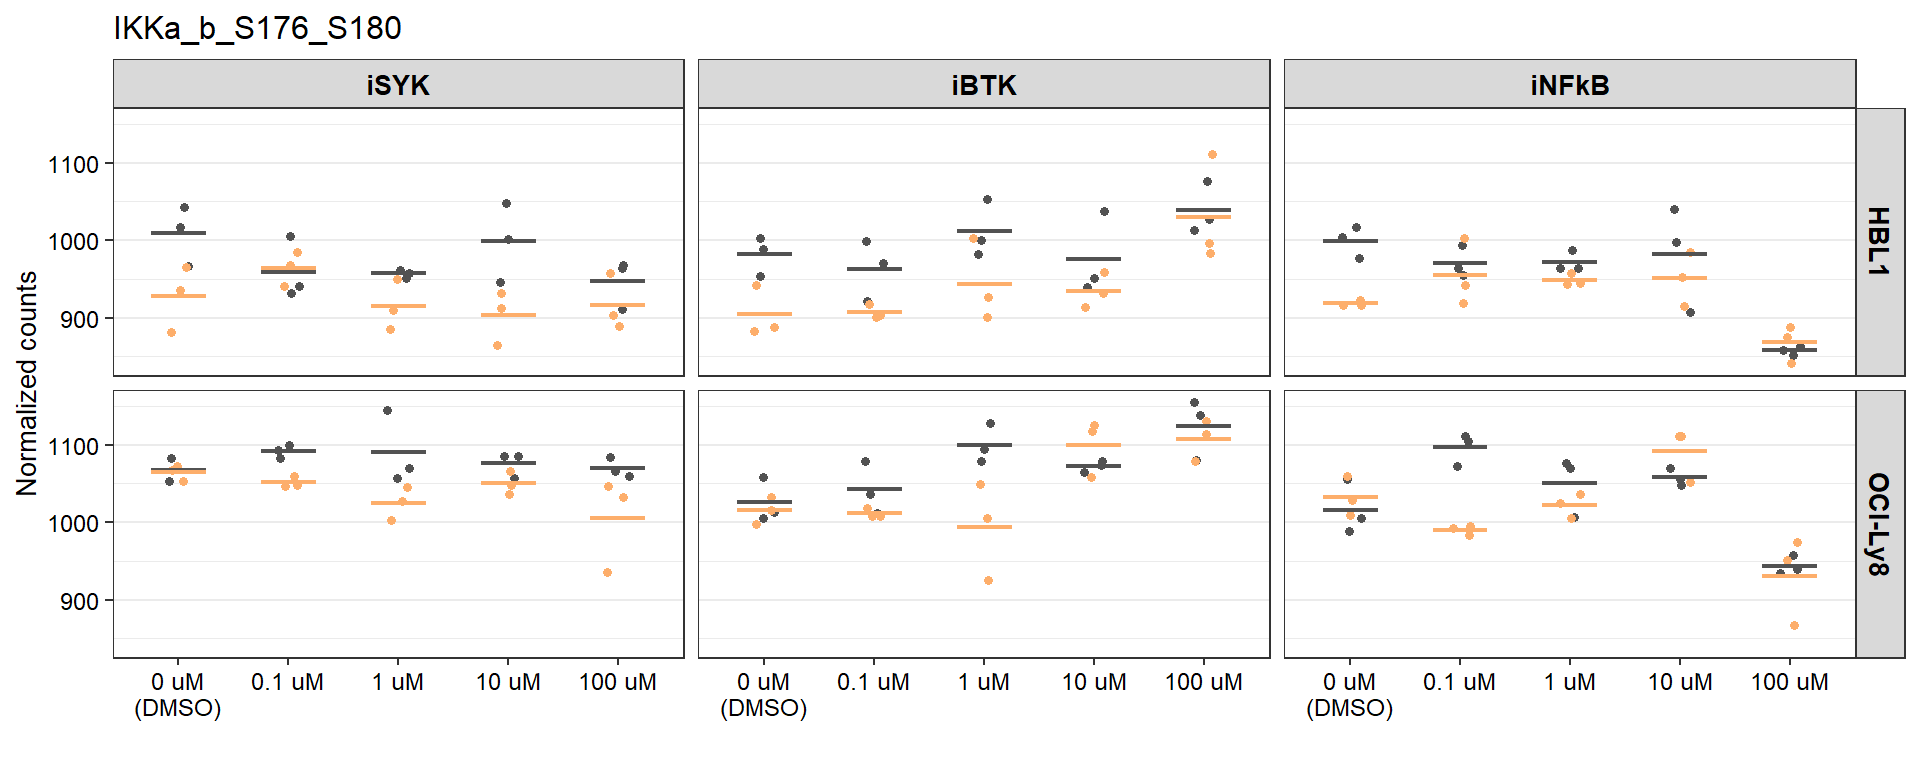 IKKa_b_S176_S180
iSYK
iBTK
iNFkB
Normalized counts
1100
1000
900
HBL1
1100
1000
900
OCI-Ly8
0 uM
(DMSO)
0.1 uM
1 uM
10 uM
100 uM
0 uM
(DMSO)
0.1 uM
1 uM
10 uM
100 uM
0 uM
(DMSO)
0.1 uM
1 uM
10 uM
100 uM